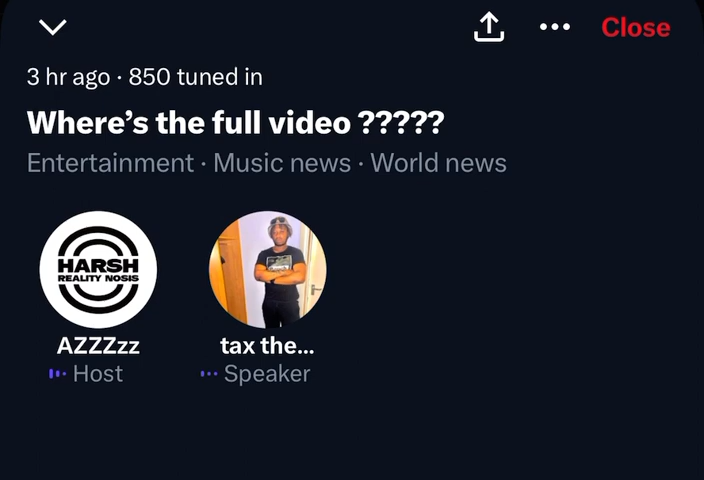 Close
3 hr ago · 850 tuned in
Where’s the full video ?????
Entertainment · Music news · World news
HARSH
REALITY NOSIS
AZZZzz
tax the...
Host
Speaker